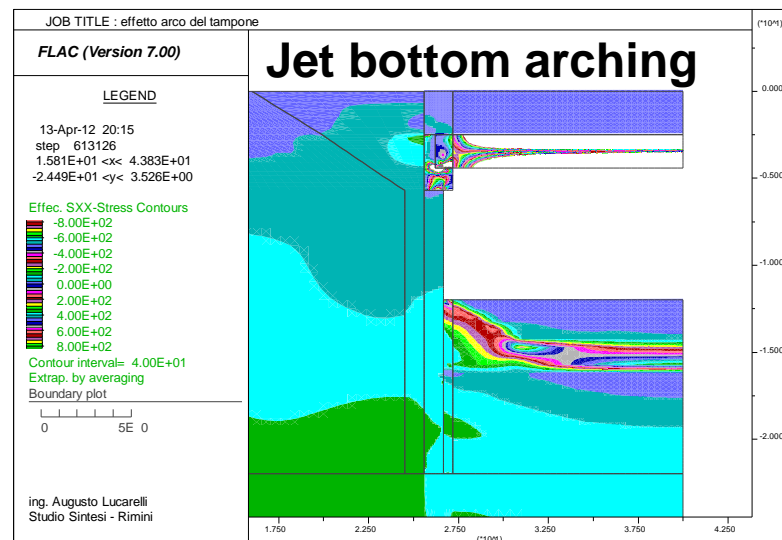 JOB TITLE : effetto arco del tampone
(*10^1)
FLAC (Version 7.00)
Jet bottom arching
LEGEND
13-Apr-12 20:15
step 613126
1.581E+01 <x< 4.383E+01
-2.449E+01 <y< 3.526E+00
Effec. SXX-Stress Contours
-8.00E+02
-6.00E+02
-4.00E+02
-2.00E+02
0.00E+00
2.00E+02
4.00E+02
6.00E+02
8.00E+02
Contour interval= 4.00E+01
Extrap. by averaging
Boundary plot
0 5E 0
ing. Augusto Lucarelli
Studio Sintesi - Rimini
0.000
-0.500
-1.000
-1.500
-2.000
1.750 2.250 2.750 3.250 3.750 4.250
(*10^1)